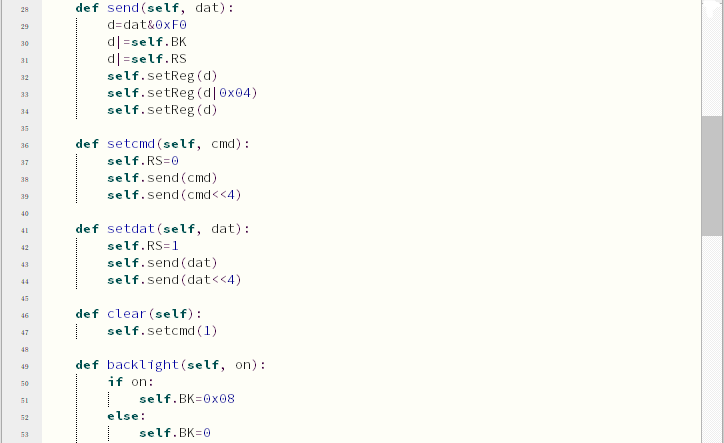 28 def send(self, dat):
29 d=dat&0xF0
30 d|=self.BK
31 d|=self.RS
32 self.setReg(d)
33 self.setReg(d|0x04)
34 self.setReg(d)
35
36 def setcmd(self, cmd):
37 self.RS=0
38 self.send(cmd)
39 self.send(cmd<<4)
40
41 def setdat(self, dat):
42 self.RS=1
43 self.send(dat)
44 self.send(dat<<4)
45
46 def clear(self):
47 self.setcmd(1)
48
49 def backlight(self, on):
50 if on:
51 self.BK=0x08
52 else:
53 self.BK=0